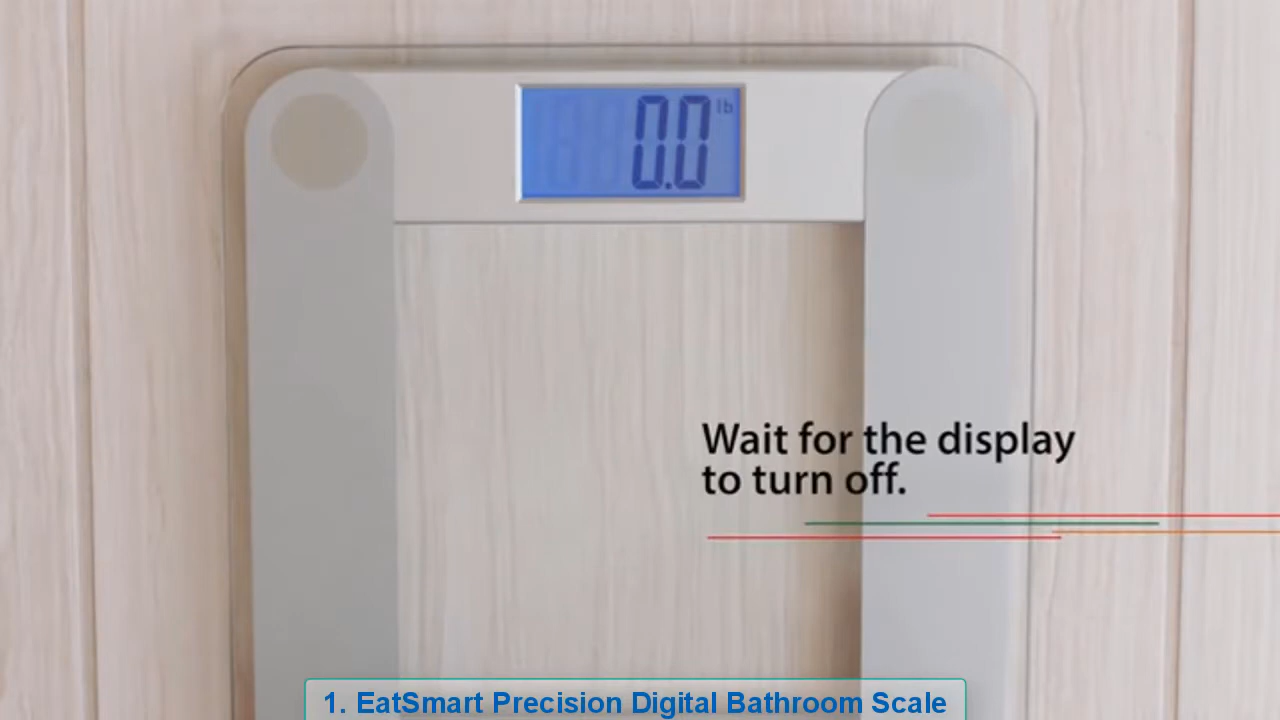 0.0 lb
Wait for the display
to turn off.
1. EatSmart Precision Digital Bathroom Scale